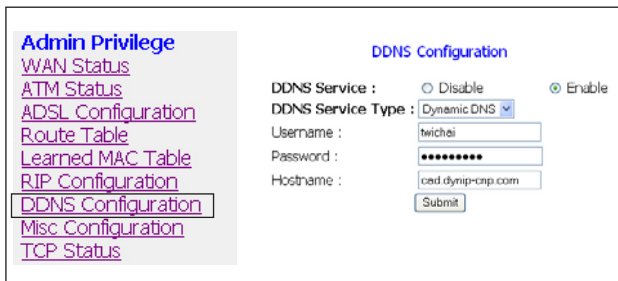 Admin Privilege
WAN Status
ATM Status
ADSL Configuration
Route Table
Learned MAC Table
RIP Configuration
DDNS Configuration
Misc Configuration
TCP Status
DDNS Configuration
DDNS Service : Disable Enable
DDNS Service Type : Dynamic DNS
Username : twichai
Password : •••••••••
Hostname : cad.dynip-cnp.com
Submit